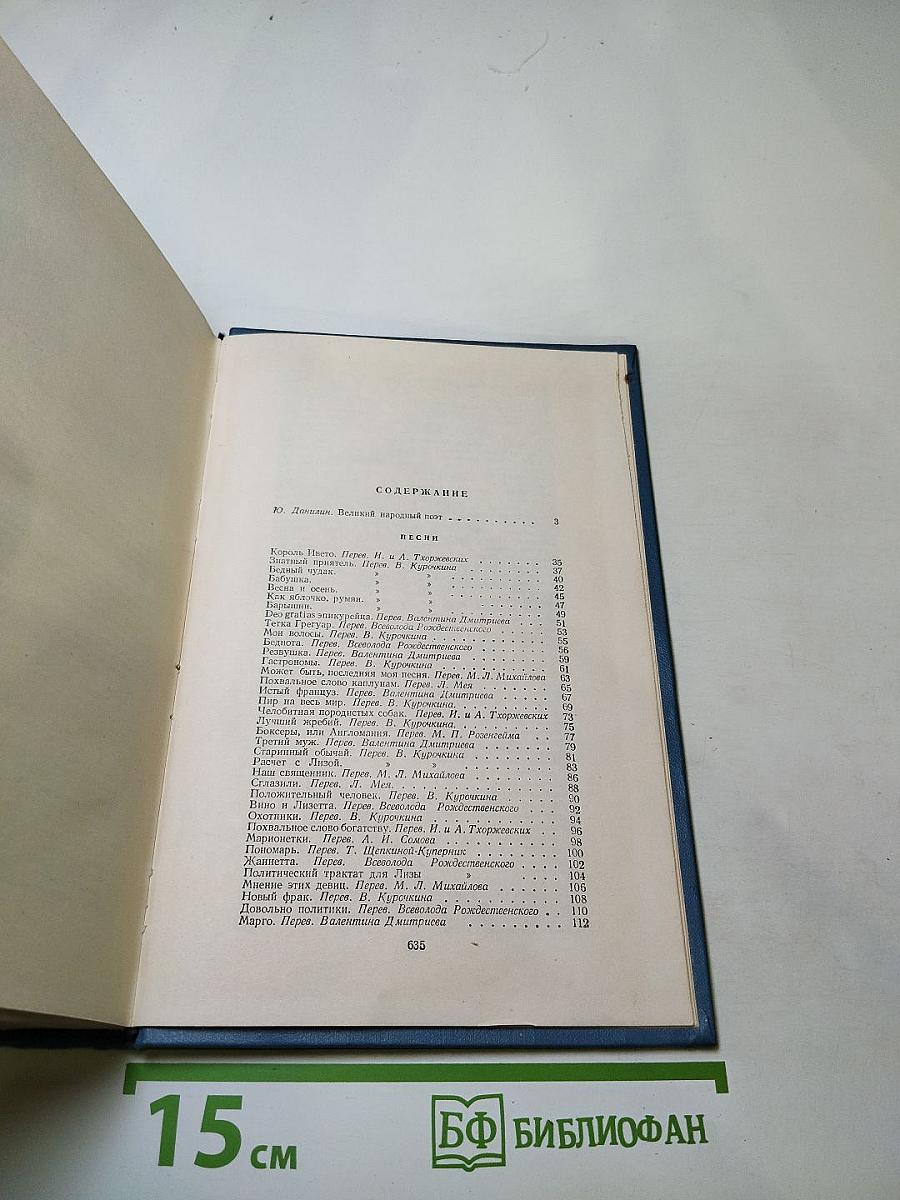 СОДЕРЖАНИЕ
Ю. Данилин. Великий народный поэт . . . . . . . . . . 3
ПЕСНИ
Король Ивето. Перев. И. и А. Тхоржевских . . . . . . . 35
Знатный приятель. Перев. В. Курочкина . . . . . . . . 37
Бедный чудак. » » . . . . . . . . 40
Бабушка. » » . . . . . . . . 42
Весна и осень. » » . . . . . . . . 45
Как яблочко, румян. » » . . . . . . . . 47
Барышни. » » . . . . . . . . 49
Deo gratias эпикурейца. Перев. Валентина Дмитриева . . . 51
Тетка Грегуар. Перев. Всеволода Рождественского . . . . 53
Мои волосы. Перев. В. Курочкина . . . . . . . . . . 55
Беднота. Перев. Всеволода Рождественского . . . . . . 56
Резвушка. Перев. Валентина Дмитриева . . . . . . . . 59
Гастрономы. Перев. В. Курочкина . . . . . . . . . . 61
Может быть, последняя моя песня. Перев. М. Л. Михайлова 63
Похвальное слово каплунам. Перев. Л. Мея . . . . . . . 65
Истый француз. Перев. Валентина Дмитриева . . . . . . 67
Пир на весь мир. Перев. В. Курочкина. . . . . . . . . 69
Челобитная породистых собак. Перев. И. и А. Тхоржевских 73
Лучший жребий. Перев. В. Курочкина. . . . . . . . . . 75
Боксеры, или Англомания. Перев. М. П. Розенгейма . . . 77
Третий муж. Перев. Валентина Дмитриева . . . . . . . 79
Старинный обычай. Перев. В. Курочкина . . . . . . . . 81
Расчет с Лизой. » » . . . . . . . . 83
Наш священник. Перев. М. Л. Михайлова . . . . . . . . 86
Сглазили. Перев. Л. Мея. . . . . . . . . . . . . . 88
Положительный человек. Перев. В. Курочкина . . . . . 90
Вино и Лизетта. Перев. Всеволода Рождественского . . . 92
Охотники. Перев. В. Курочкина . . . . . . . . . . . 94
Похвальное слово богатству. Перев. И. и А. Тхоржевских . . 96
Марионетки. Перев. А. И. Сомова . . . . . . . . . . 98
Пономарь. Перев. Т. Щепкиной-Куперник . . . . . . . 100
Жаннетта. Перев. Всеволода Рождественского . . . . . 102
Политический трактат для Лизы » . . . . . . . 104
Мнение этих девиц. Перев. М. Л. Михайлова . . . . . . 106
Новый фрак. Перев. В. Курочкина . . . . . . . . . . 108
Довольно политики. Перев. Всеволода Рождественского . . 110
Марго. Перев. Валентина Дмитриева . . . . . . . . . 112
635
15 см
БФ БИБЛИОФАН